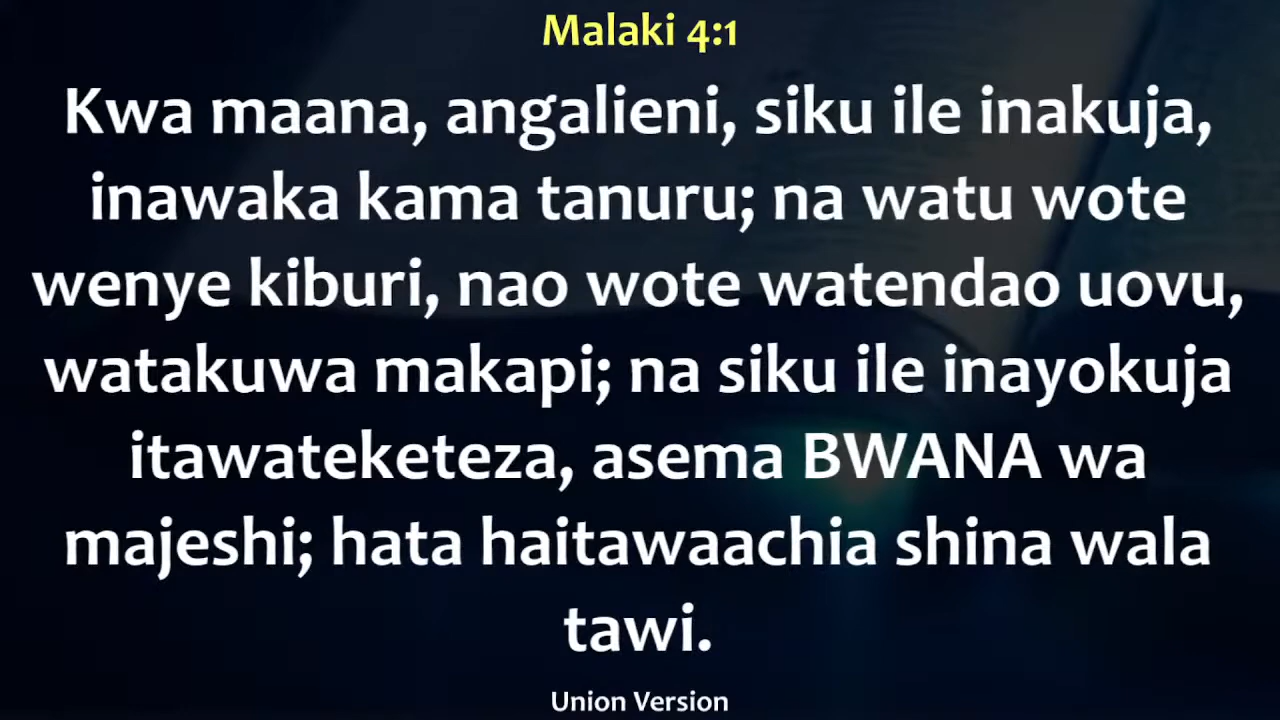 Malaki 4:1
Kwa maana, angalieni, siku ile inakuja,
inawaka kama tanuru; na watu wote
wenye kiburi, nao wote watendao uovu,
watakuwa makapi; na siku ile inayokuja
itawateketeza, asema BWANA wa
majeshi; hata haitawaachia shina wala
tawi.
Union Version